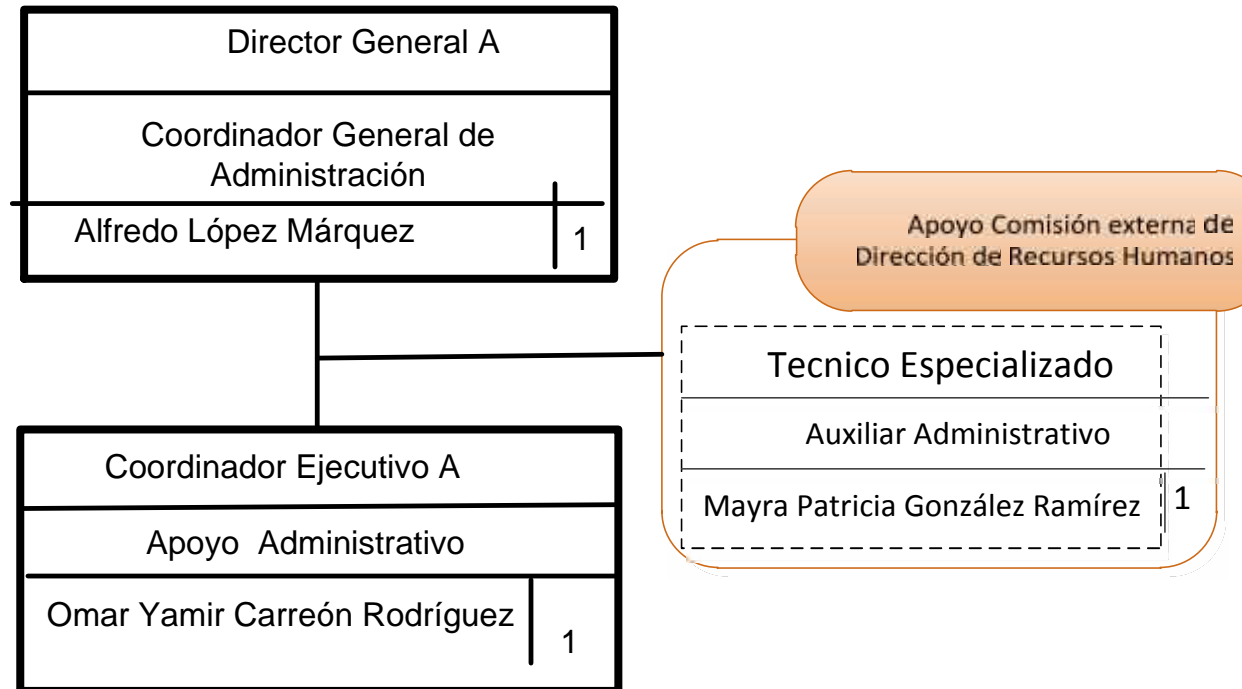 Director General A
Coordinador General de
Administración
Alfredo López Márquez 1
Apoyo Comisión externa de
Dirección de Recursos Humanos
Tecnico Especializado
Auxiliar Administrativo
Mayra Patricia González Ramírez 1
Coordinador Ejecutivo A
Apoyo Administrativo
Omar Yamir Carreón Rodríguez 1